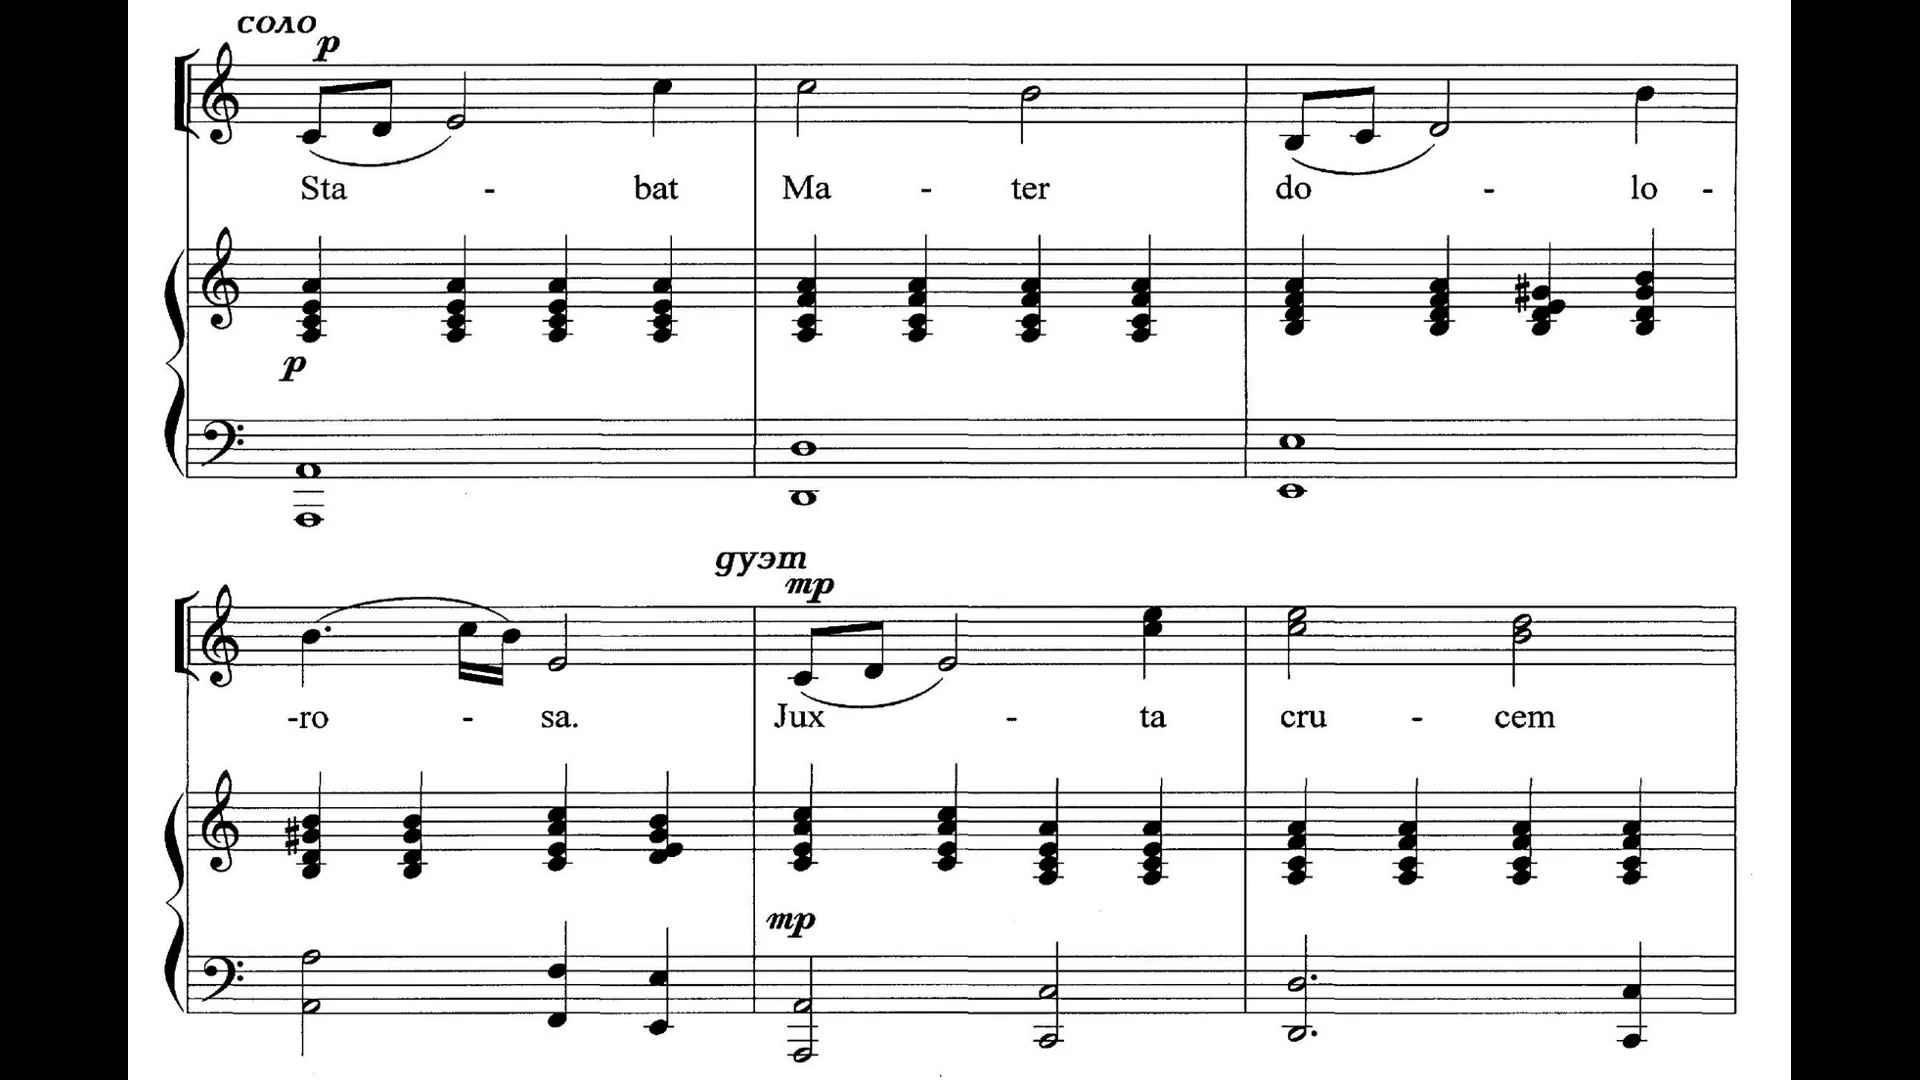 соло
p
Sta - bat Ma - ter do - lo -
p
дуэт
mp
-ro - sa. Jux - ta cru - cem
mp